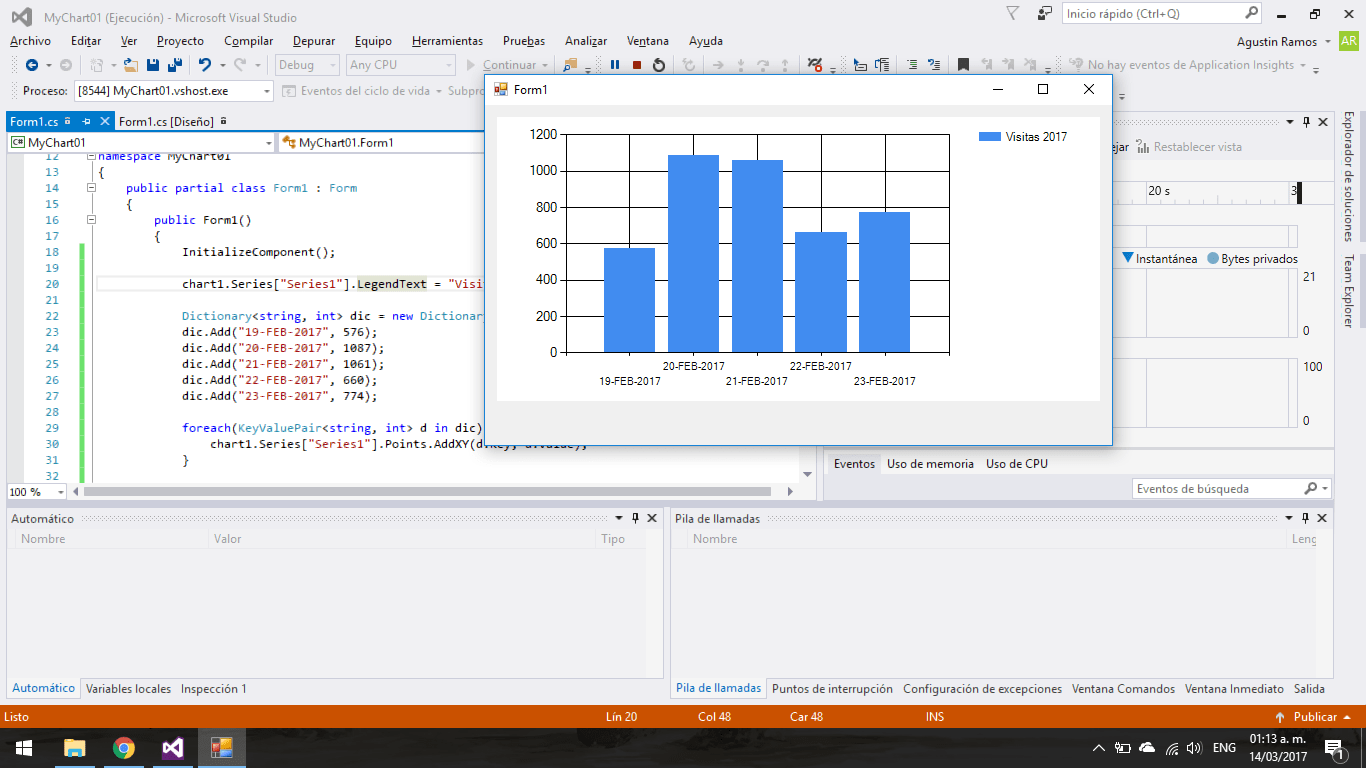 MyChart01 (Ejecución) - Microsoft Visual Studio
Inicio rápido (Ctrl+Q)
Archivo Editar Ver Proyecto Compilar Depurar Equipo Herramientas Pruebas Analizar Ventana Ayuda
Agustin Ramos AR
Debug Any CPU Continuar
No hay eventos de Application Insights
Proceso: [8544] MyChart01.vshost.exe Eventos del ciclo de vida
Form1.cs Form1.cs [Diseño]
MyChart01 MyChart01.Form1
12 namespace MyChart01
13 {
14 public partial class Form1 : Form
15 {
16 public Form1()
17 {
18 InitializeComponent();
19
20 chart1.Series["Series1"].LegendText = "Visi
21
22 Dictionary<string, int> dic = new Dictionary
23 dic.Add("19-FEB-2017", 576);
24 dic.Add("20-FEB-2017", 1087);
25 dic.Add("21-FEB-2017", 1061);
26 dic.Add("22-FEB-2017", 660);
27 dic.Add("23-FEB-2017", 774);
28
29 foreach(KeyValuePair<string, int> d in dic)
30 chart1.Series["Series1"].Points.AddXY(
31 }
32
100 %
Form1
1200
1000
800
600
400
200
0
19-FEB-2017
20-FEB-2017
21-FEB-2017
22-FEB-2017
23-FEB-2017
Visitas 2017
Restablecer vista
20 s
Instantánea Bytes privados
21
0
100
0
Eventos Uso de memoria Uso de CPU
Eventos de búsqueda
Explorador de soluciones
Team Explorer
Automático
Nombre Valor Tipo
Automático Variables locales Inspección 1
Pila de llamadas
Nombre Leng
Pila de llamadas Puntos de interrupción Configuración de excepciones Ventana Comandos Ventana Inmediato Salida
Listo Lín 20 Col 48 Car 48 INS Publicar
ENG
01:13 a. m.
14/03/2017
1